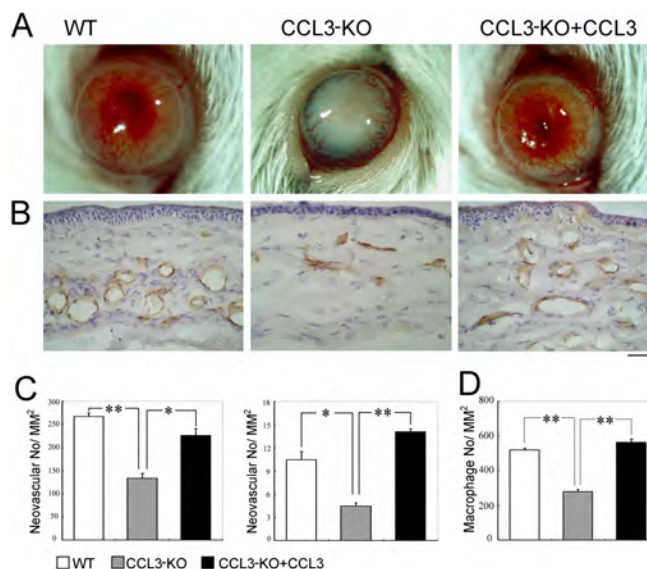 A
WT
CCL3-KO
CCL3-KO+CCL3
B
C
Neovascular No/ MM²
300
250
200
150
100
50
0
** *
Neovascular No/ MM²
12
9
6
3
0
* **
D
Macrophage No/ MM²
800
600
400
200
0
** **
WT CCL3-KO CCL3-KO+CCL3